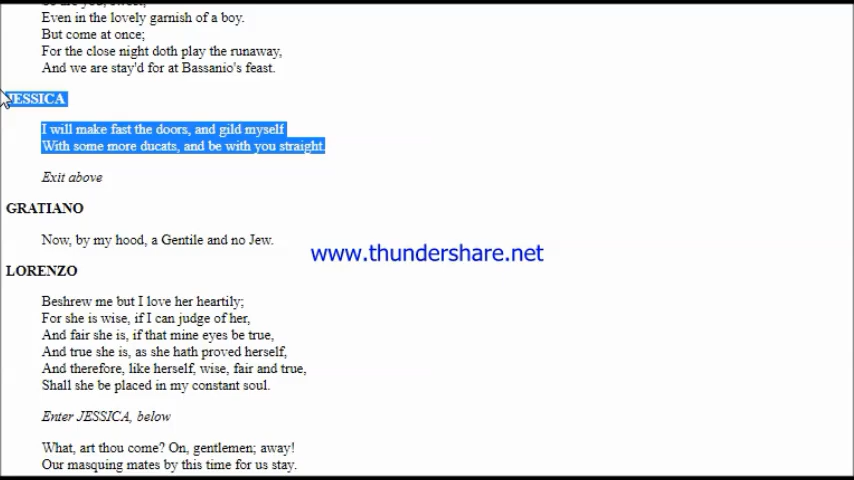 Even in the lovely garnish of a boy.
But come at once;
For the close night doth play the runaway,
And we are stay'd for at Bassanio's feast.
JESSICA
I will make fast the doors, and gild myself
With some more ducats, and be with you straight.
Exit above
GRATIANO
Now, by my hood, a Gentile and no Jew.
www.thundershare.net
LORENZO
Beshrew me but I love her heartily;
For she is wise, if I can judge of her,
And fair she is, if that mine eyes be true,
And true she is, as she hath proved herself,
And therefore, like herself, wise, fair and true,
Shall she be placed in my constant soul.
Enter JESSICA, below
What, art thou come? On, gentlemen; away!
Our masquing mates by this time for us stay.